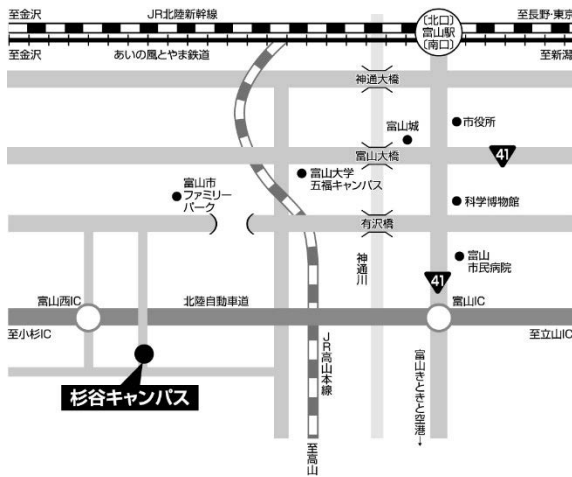 至金沢
JR北陸新幹線
〔北口〕
富山駅
〔南口〕
至長野・東京
至金沢
あいの風とやま鉄道
至新潟
神通大橋
市役所
富山城
富山大橋
41
富山大学
五福キャンパス
富山市
ファミリー
パーク
科学博物館
有沢橋
神通川
富山
市民病院
41
富山西IC
北陸自動車道
富山IC
至小杉IC
至立山IC
JR高山本線
富山きときと空港→
杉谷キャンパス
至高山